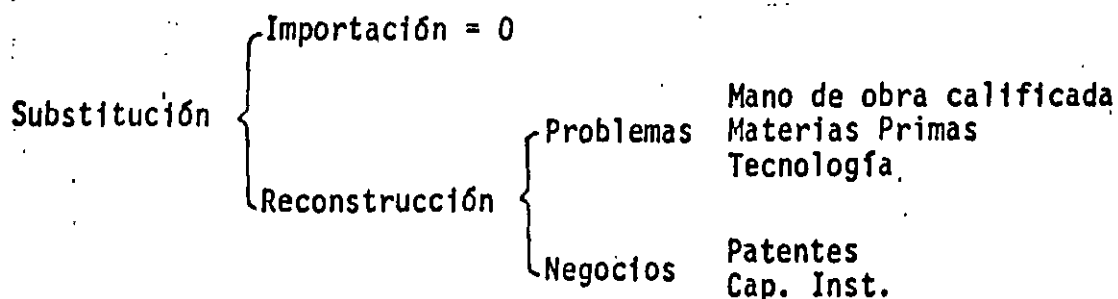 Importación = 0
Substitución
Mano de obra calificada
Problemas Materias Primas
Tecnología
Reconstrucción
Patentes
Negocios
Cap. Inst.